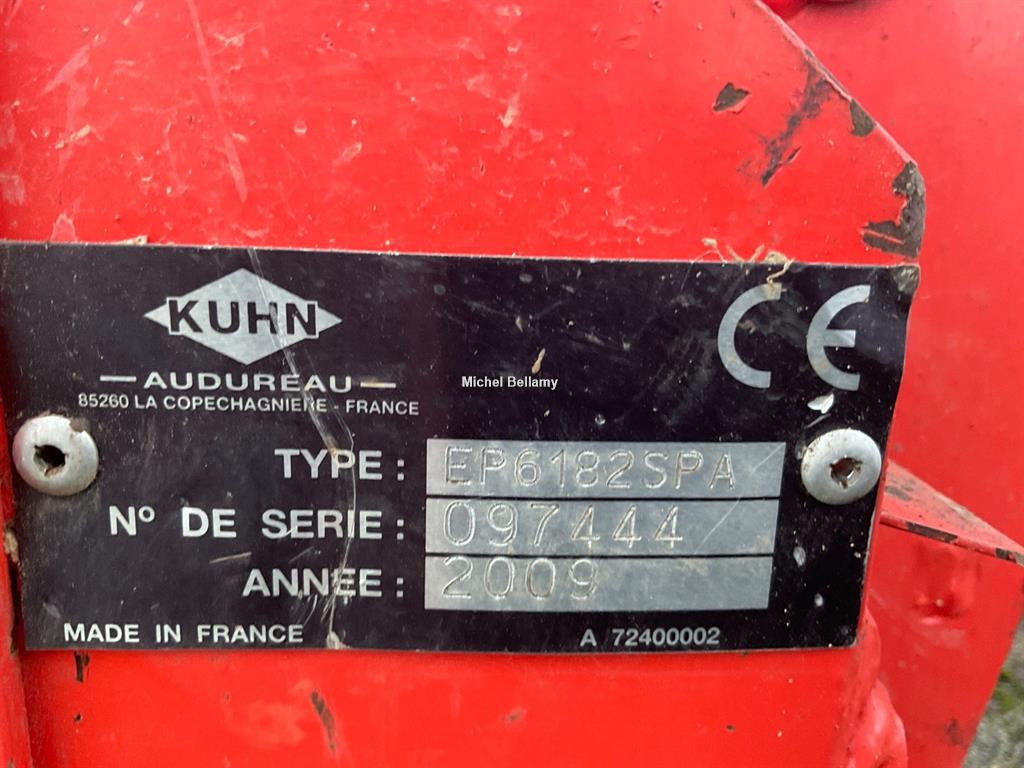 KUHN
AUDUREAU
85260 LA COPECHAGNIERE - FRANCE
CE
Michel Bellamy
TYPE : EP6182SPA
Nº DE SERIE : 097444
ANNEE : 2009
MADE IN FRANCE
A 72400002